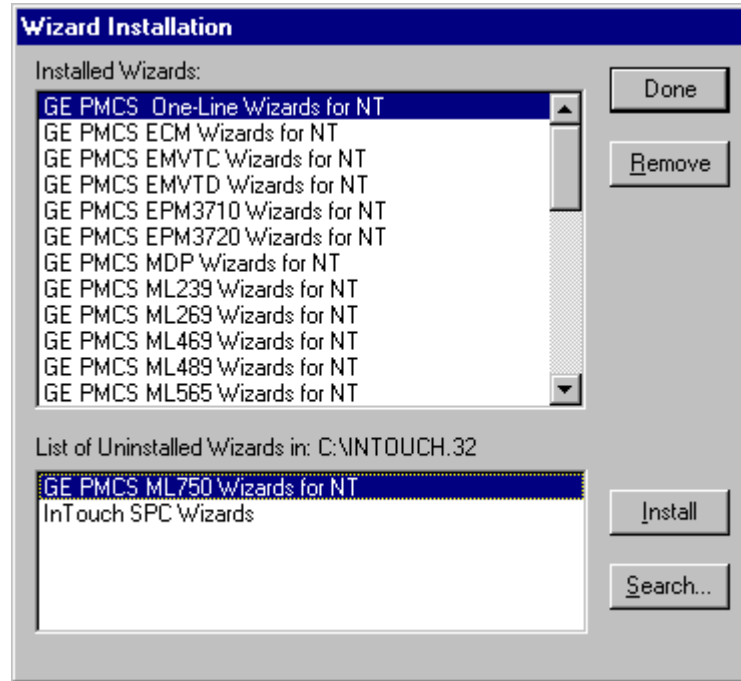 Wizard Installation
Installed Wizards:
GE PMCS  One-Line Wizards for NT
GE PMCS ECM Wizards for NT
GE PMCS EMVTC Wizards for NT
GE PMCS EMVTD Wizards for NT
GE PMCS EPM3710 Wizards for NT
GE PMCS EPM3720 Wizards for NT
GE PMCS MDP Wizards for NT
GE PMCS ML239 Wizards for NT
GE PMCS ML269 Wizards for NT
GE PMCS ML469 Wizards for NT
GE PMCS ML489 Wizards for NT
GE PMCS ML565 Wizards for NT
Done
Remove
List of Uninstalled Wizards in: C:\INTOUCH.32
GE PMCS ML750 Wizards for NT
InTouch SPC Wizards
Install
Search...